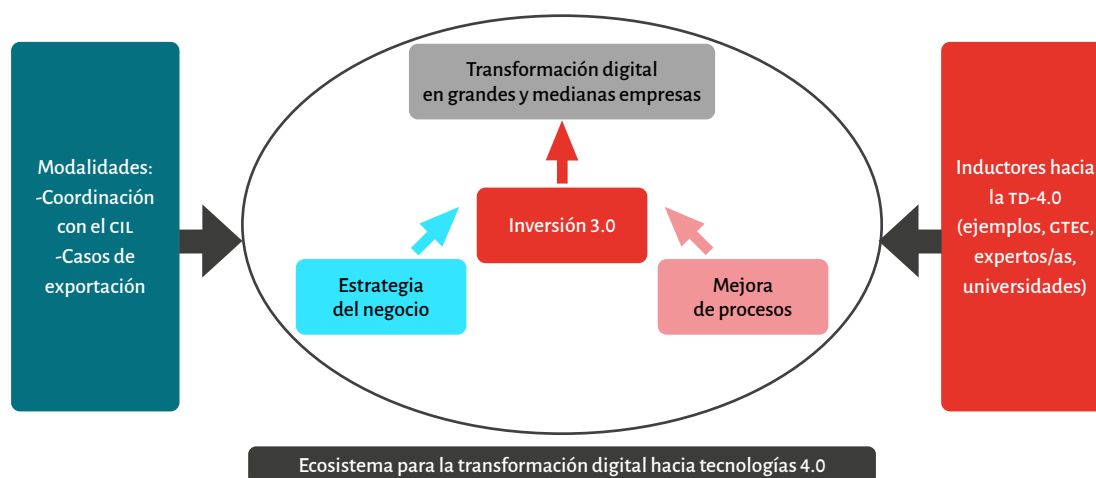 Transformación digital
en grandes y medianas empresas
Modalidades:
-Coordinación
con el CIL
-Casos de
exportación
Inversión 3.0
Inductores hacia
la TD-4.0
(ejemplos, GTEC,
expertos/as,
universidades)
Estrategia
del negocio
Mejora
de procesos
Ecosistema para la transformación digital hacia tecnologías 4.0